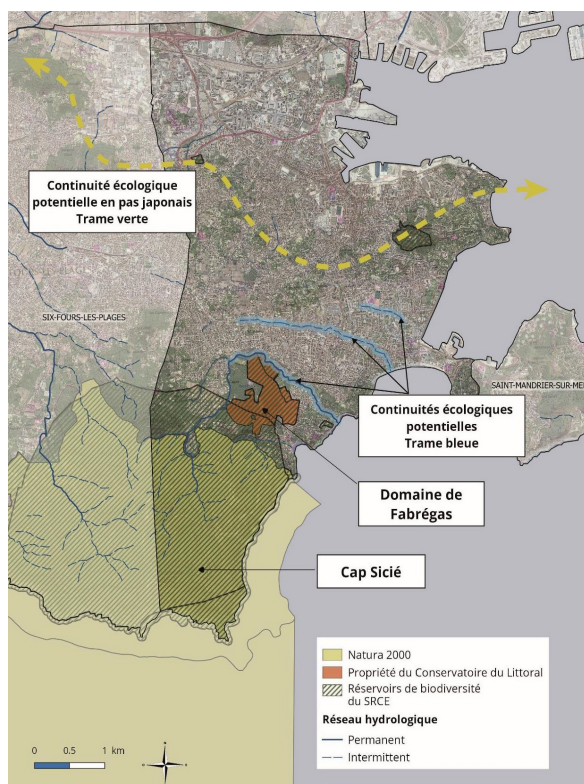 Continuité écologique
potentielle en pas japonais
Trame verte
SIX-FOURS-LES-PLAGES
SAINT-MANDRIER-SUR-ME
Continuités écologiques
potentielles
Trame bleue
Domaine de
Fabrégas
Cap Sicié
Natura 2000
Propriété du Conservatoire du Littoral
Réservoirs de biodiversité
du SRCE
Réseau hydrologique
Permanent
Intermittent
0 0.5 1 km